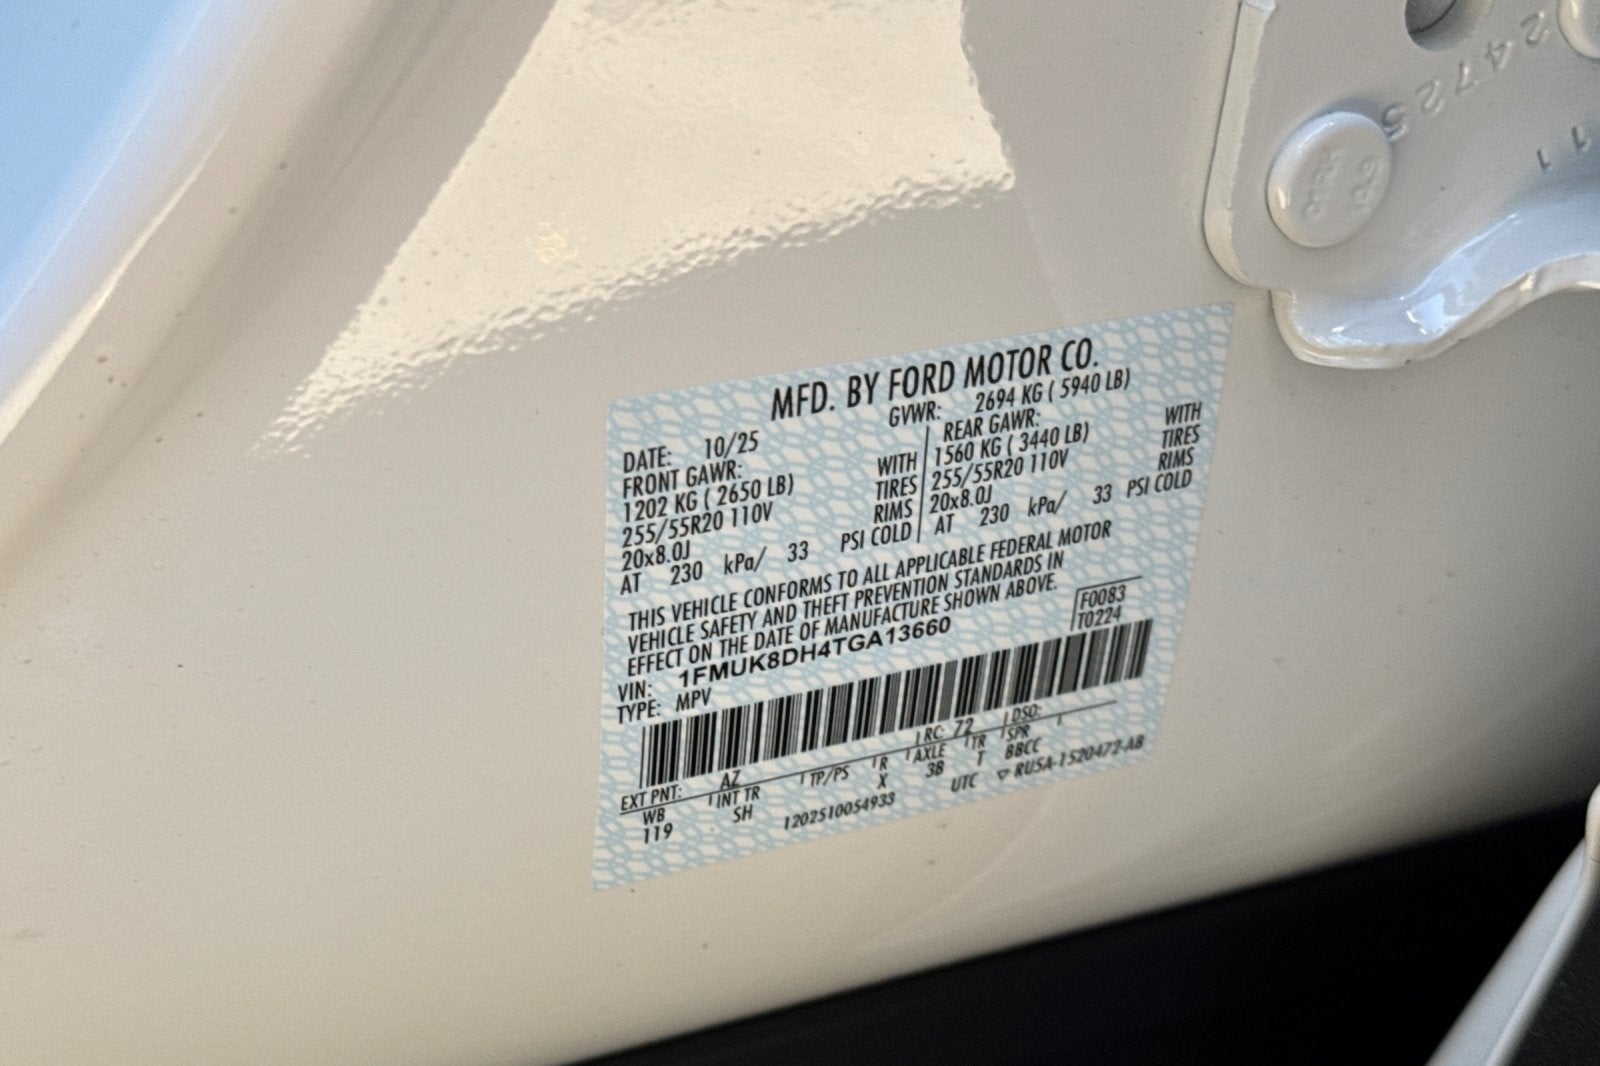 24725
11
MFD. BY FORD MOTOR CO.
DATE: 10/25 GVWR: 2694 KG ( 5940 LB)
FRONT GAWR: REAR GAWR:
1202 KG ( 2650 LB) WITH 1560 KG ( 3440 LB) WITH
255/55R20 110V TIRES 255/55R20 110V TIRES
20x8.0J RIMS 20x8.0J RIMS
AT 230 kPa/ 33 PSI COLD AT 230 kPa/ 33 PSI COLD
THIS VEHICLE CONFORMS TO ALL APPLICABLE FEDERAL MOTOR
VEHICLE SAFETY AND THEFT PREVENTION STANDARDS IN
EFFECT ON THE DATE OF MANUFACTURE SHOWN ABOVE.
F0083
T0224
VIN: 1FMUK8DH4TGA13660
TYPE: MPV
EXT PNT: AZ RC: 72 DSO:
WB INT TR TP/PS R AXLE TR SPR
119 SH X 3B T BBCC
1202510054933 UTC ▽ RU5A-1520472-AB